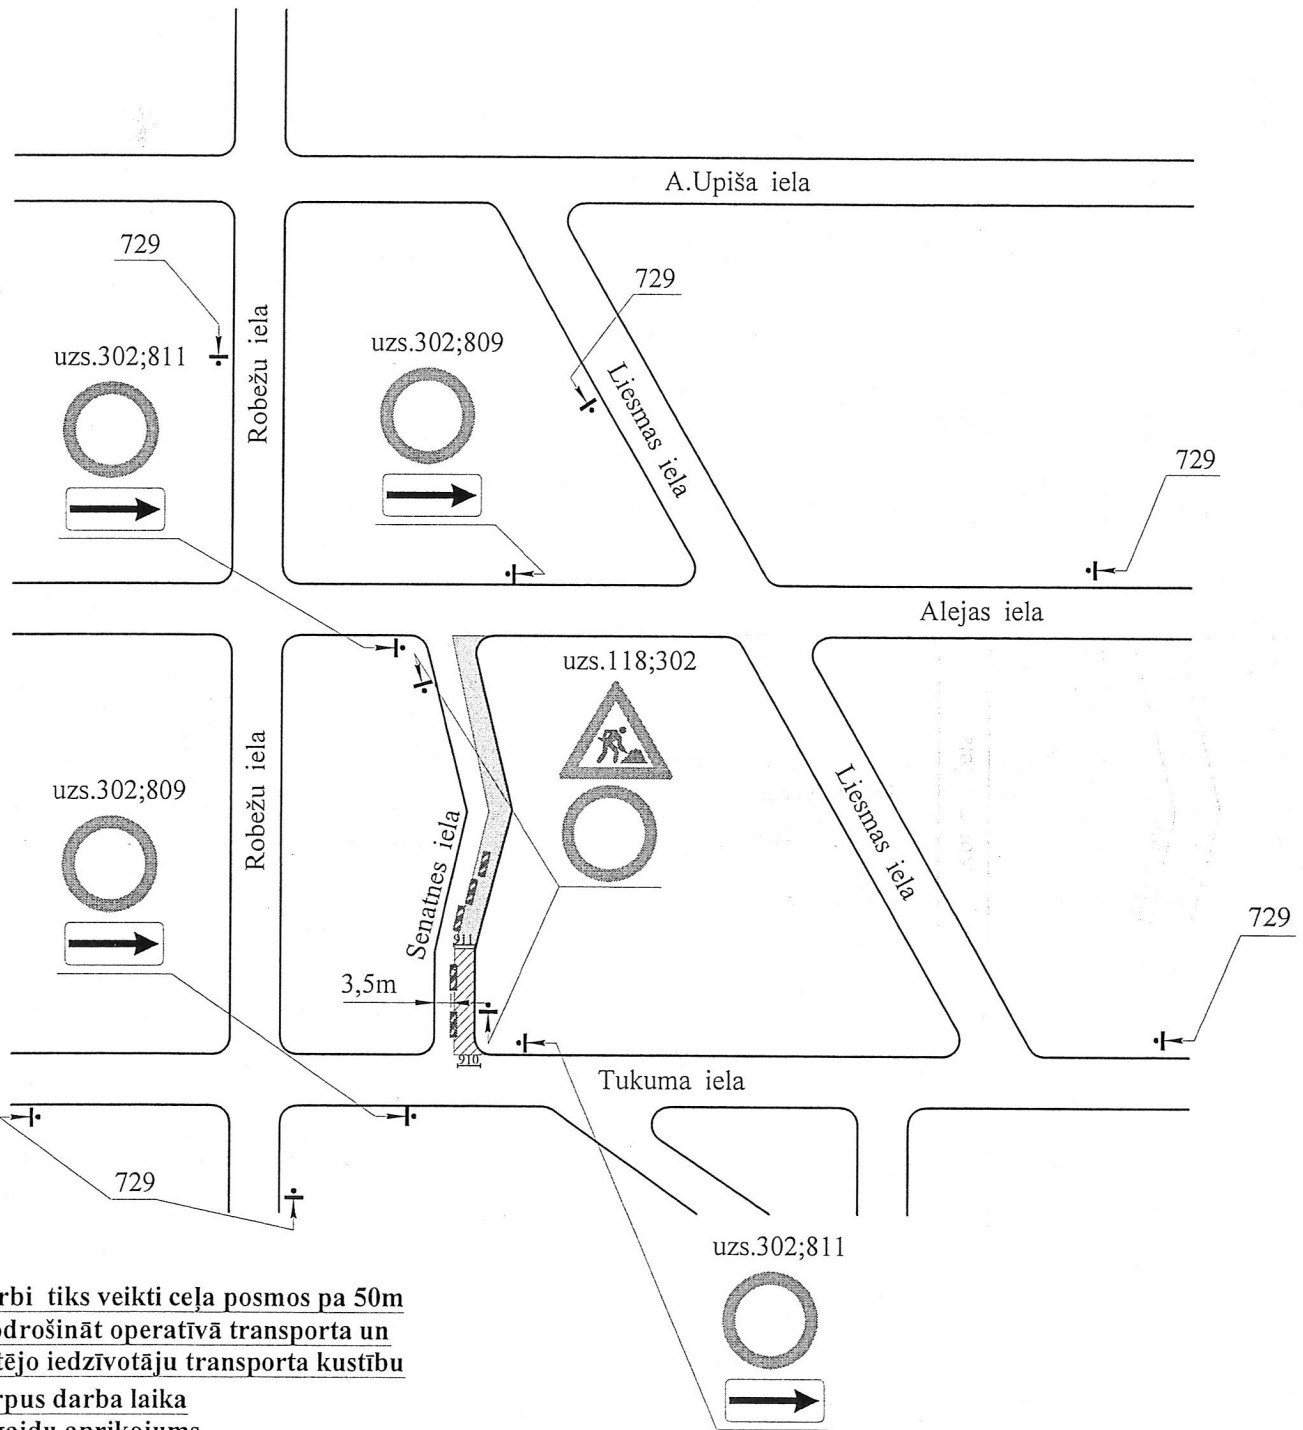 A.Upiša iela
729
729
Robežu iela
uzs.302;811
uzs.302;809
Liesmas iela
729
Alejas iela
uzs.118;302
Robežu iela
uzs.302;809
Liesmas iela
Senatnes iela
729
911
3,5m
910
Tukuma iela
729
uzs.302;811
rbi tiks veikti ceļa posmos pa 50m
odrošināt operatīvā transporta un
tējo iedzīvotāju transporta kustību
rpus darba laika